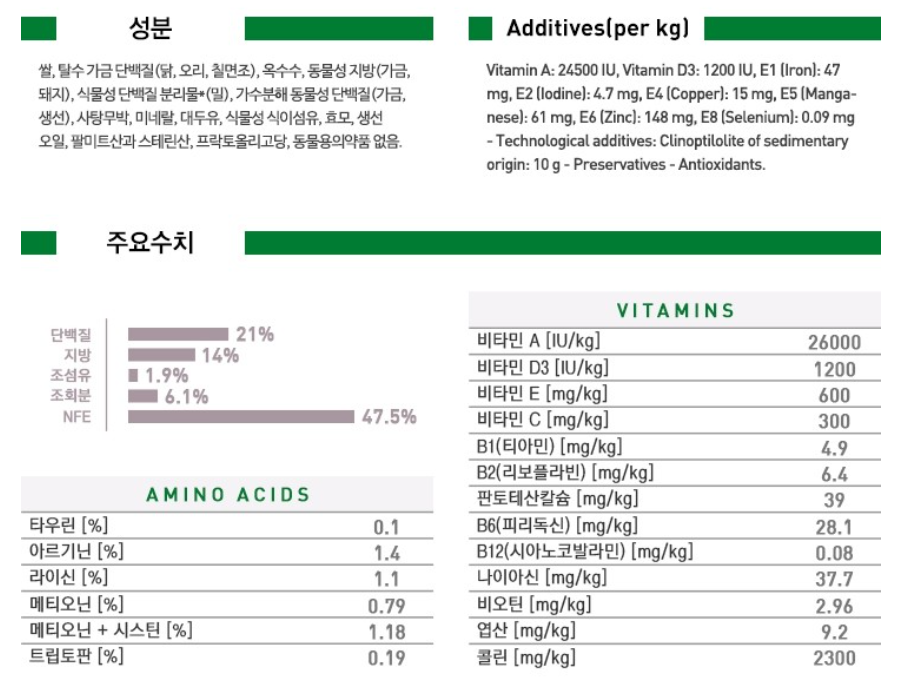 성분
쌀, 탈수 가금 단백질(닭, 오리, 칠면조), 옥수수, 동물성 지방(가금,
돼지), 식물성 단백질 분리물*(밀), 가수분해 동물성 단백질(가금,
생선), 사탕무박, 미네랄, 대두유, 식물성 식이섬유, 효모, 생선
오일, 팔미트산과 스테린산, 프락토올리고당, 동물용의약품 없음.
Additives(per kg)
Vitamin A: 24500 IU, Vitamin D3: 1200 IU, E1 (Iron): 47
mg, E2 (Iodine): 4.7 mg, E4 (Copper): 15 mg, E5 (Manga-
nese): 61 mg, E6 (Zinc): 148 mg, E8 (Selenium): 0.09 mg
- Technological additives: Clinoptilolite of sedimentary
origin: 10 g - Preservatives - Antioxidants.
주요수치
단백질 21%
지방 14%
조섬유 1.9%
조회분 6.1%
NFE 47.5%
AMINO ACIDS
타우린 [%] 0.1
아르기닌 [%] 1.4
라이신 [%] 1.1
메티오닌 [%] 0.79
메티오닌 + 시스틴 [%] 1.18
트립토판 [%] 0.19
VITAMINS
비타민 A [IU/kg] 26000
비타민 D3 [IU/kg] 1200
비타민 E [mg/kg] 600
비타민 C [mg/kg] 300
B1(티아민) [mg/kg] 4.9
B2(리보플라빈) [mg/kg] 6.4
판토테산칼슘 [mg/kg] 39
B6(피리독신) [mg/kg] 28.1
B12(시아노코발라민) [mg/kg] 0.08
나이아신 [mg/kg] 37.7
비오틴 [mg/kg] 2.96
엽산 [mg/kg] 9.2
콜린 [mg/kg] 2300